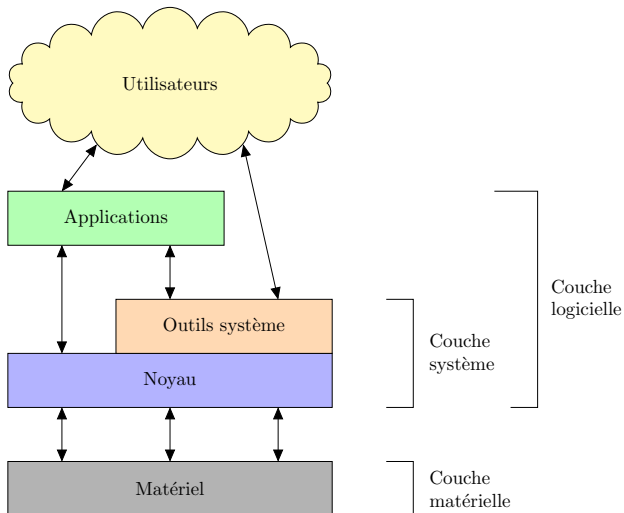 Utilisateurs
Applications
Couche
logicielle
Outils système
Couche
système
Noyau
Matériel
Couche
matérielle